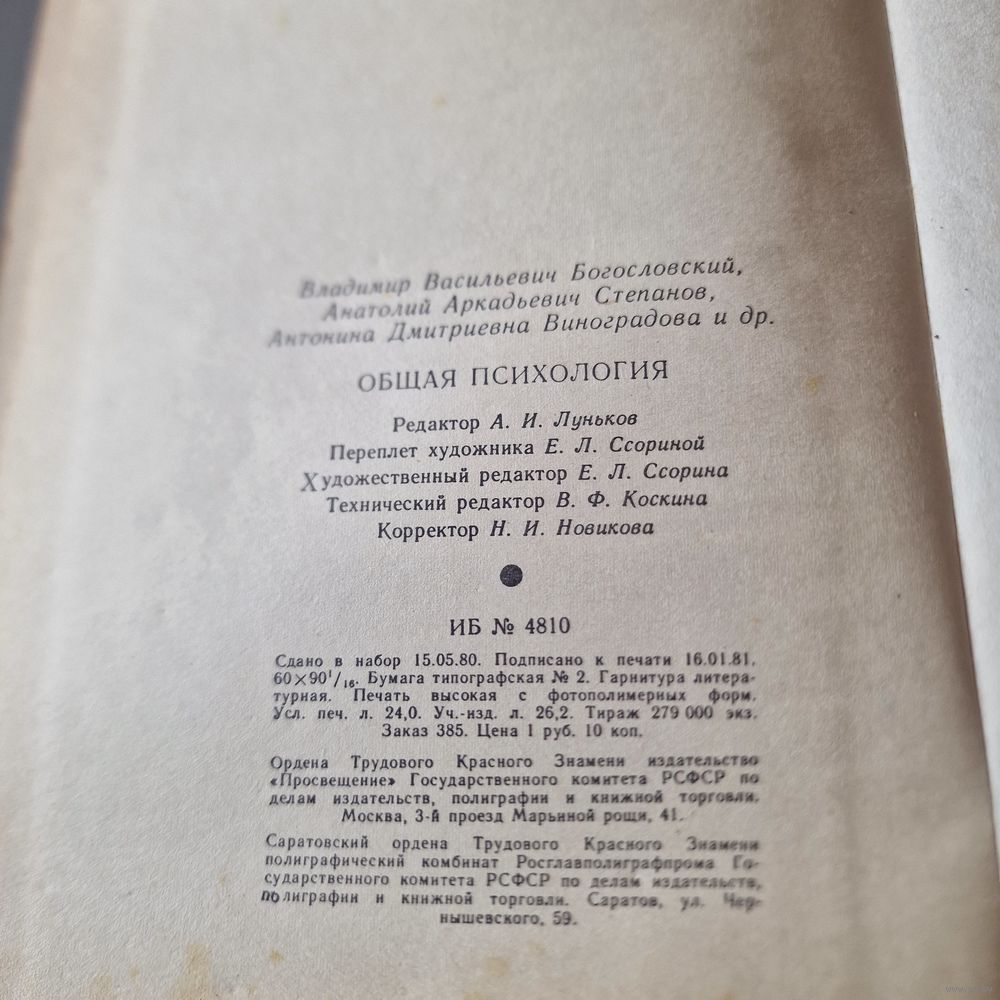 Владимир Васильевич Богословский,
Анатолий Аркадьевич Степанов,
Антонина Дмитриевна Виноградова и др.
ОБЩАЯ ПСИХОЛОГИЯ
Редактор А. И. Луньков
Переплет художника Е. Л. Ссориной
Художественный редактор Е. Л. Ссорина
Технический редактор В. Ф. Коскина
Корректор Н. И. Новикова
ИБ № 4810
Сдано в набор 15.05.80. Подписано к печати 16.01.81.
60×90 1/16. Бумага типографская № 2. Гарнитура литера-
турная. Печать высокая с фотополимерных форм.
Усл. печ. л. 24,0. Уч.-изд. л. 26,2. Тираж 279 000 экз.
Заказ 385. Цена 1 руб. 10 коп.
Ордена Трудового Красного Знамени издательство
«Просвещение» Государственного комитета РСФСР по
делам издательств, полиграфии и книжной торговли.
Москва, 3-й проезд Марьиной рощи, 41.
Саратовский ордена Трудового Красного Знамени
полиграфический комбинат Росглавполиграфпрома Го-
сударственного комитета РСФСР по делам издательств,
полиграфии и книжной торговли. Саратов, ул. Чер-
нышевского, 59.